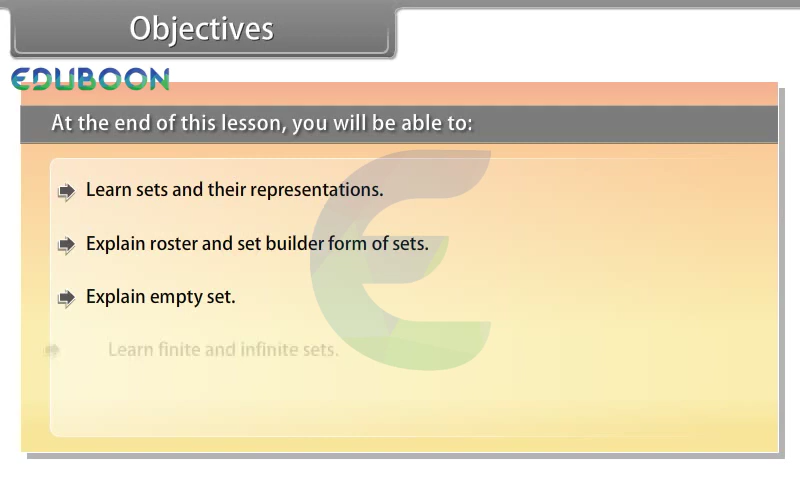 Objectives
EDUBOON
At the end of this lesson, you will be able to:
Learn sets and their representations.
Explain roster and set builder form of sets.
Explain empty set.
Learn finite and infinite sets.